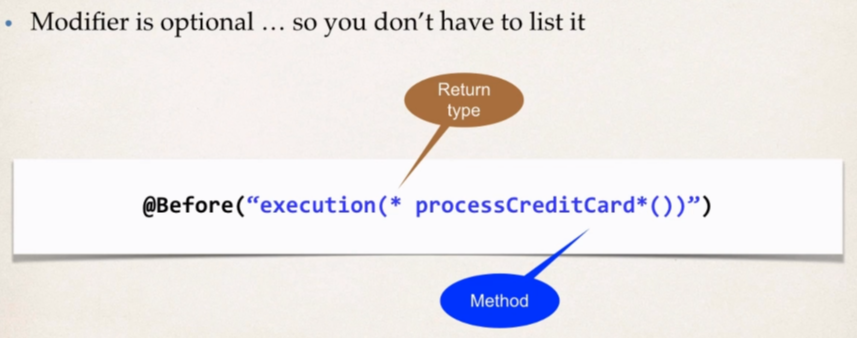 • Modifier is optional … so you don’t have to list it
Return
type
@Before(“execution(* processCreditCard*())”)
Method